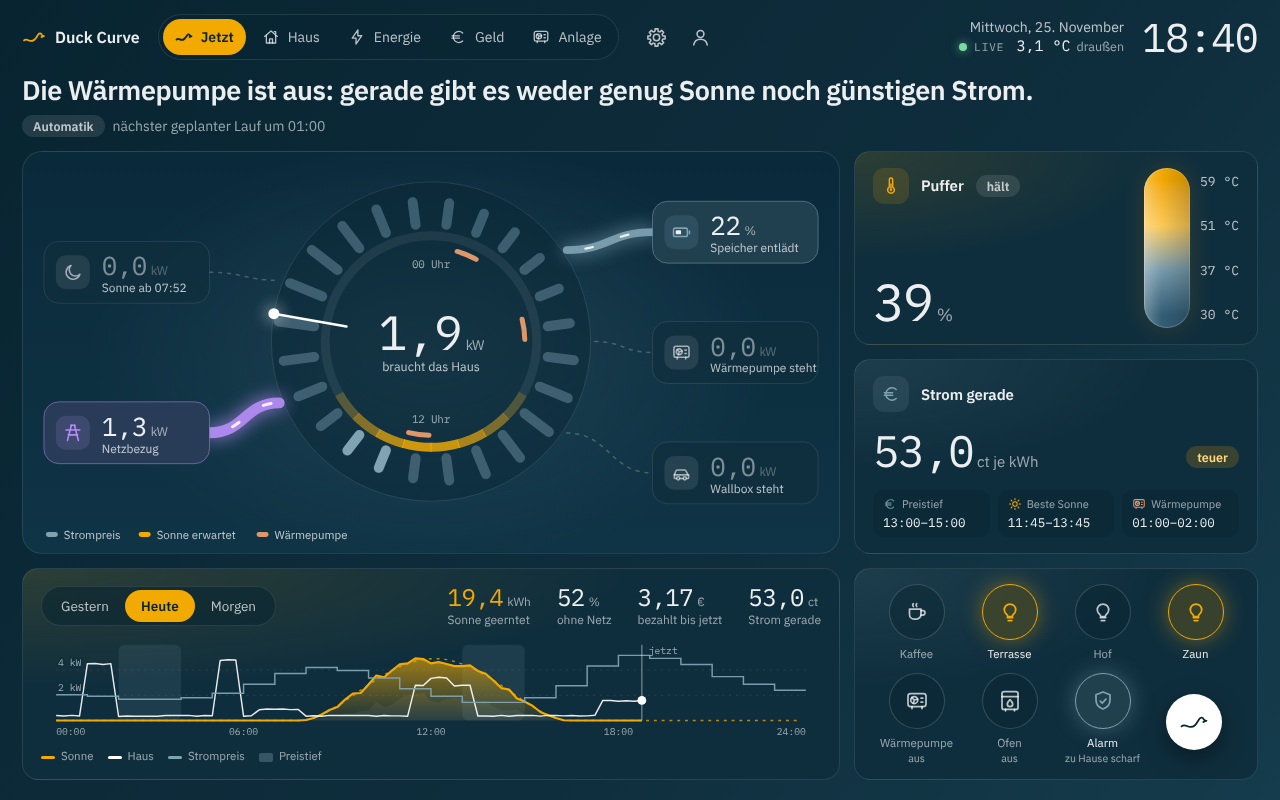 Duck Curve
Jetzt
Haus
Energie
Geld
Anlage
Mittwoch, 25. November
LIVE 3,1 °C draußen
18:40
Die Wärmepumpe ist aus: gerade gibt es weder genug Sonne noch günstigen Strom.
Automatik nächster geplanter Lauf um 01:00
0,0 kW
Sonne ab 07:52
1,3 kW
Netzbezug
00 Uhr
1,9 kW
braucht das Haus
12 Uhr
22 %
Speicher entlädt
0,0 kW
Wärmepumpe steht
0,0 kW
Wallbox steht
Strompreis
Sonne erwartet
Wärmepumpe
Puffer hält
39 %
59 °C
51 °C
37 °C
30 °C
Strom gerade
53,0 ct je kWh
teuer
Preistief
13:00–15:00
Beste Sonne
11:45–13:45
Wärmepumpe
01:00–02:00
Gestern
Heute
Morgen
19,4 kWh
Sonne geerntet
52 %
ohne Netz
3,17 €
bezahlt bis jetzt
53,0 ct
Strom gerade
4 kW
2 kW
jetzt
00:00
06:00
12:00
18:00
24:00
Sonne
Haus
Strompreis
Preistief
Kaffee
Terrasse
Hof
Zaun
Wärmepumpe
aus
Ofen
aus
Alarm
zu Hause scharf